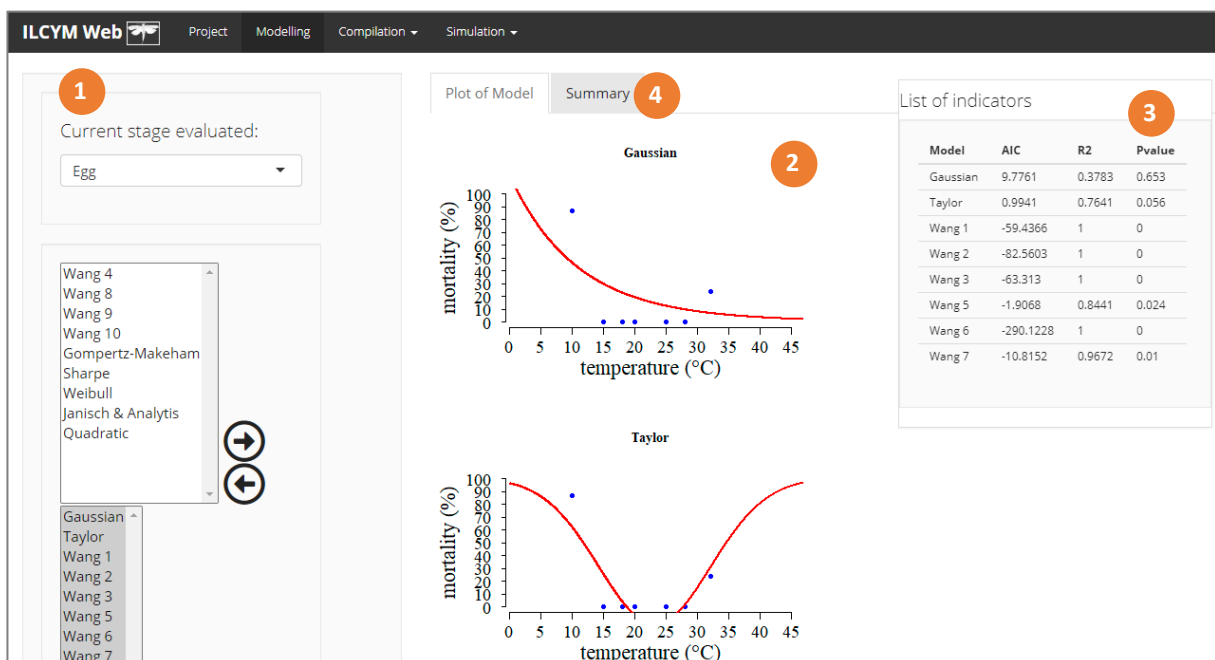 ILCYM Web Project Modelling Compilation Simulation
1
Current stage evaluated:
Egg
Wang 4
Wang 8
Wang 9
Wang 10
Gompertz-Makeham
Sharpe
Weibull
Janisch & Analytis
Quadratic
Gaussian
Taylor
Wang 1
Wang 2
Wang 3
Wang 5
Wang 6
Wang 7
Plot of Model Summary 4
2
Gaussian
mortality (%)
100
90
80
70
60
50
40
30
20
10
0
0 5 10 15 20 25 30 35 40 45
temperature (°C)
Taylor
mortality (%)
100
90
80
70
60
50
40
30
20
10
0
0 5 10 15 20 25 30 35 40 45
temperature (°C)
List of indicators
3
Model AIC R2 Pvalue
Gaussian 9.7761 0.3783 0.653
Taylor 0.9941 0.7641 0.056
Wang 1 -59.4366 1 0
Wang 2 -82.5603 1 0
Wang 3 -63.313 1 0
Wang 5 -1.9068 0.8441 0.024
Wang 6 -290.1228 1 0
Wang 7 -10.8152 0.9672 0.01